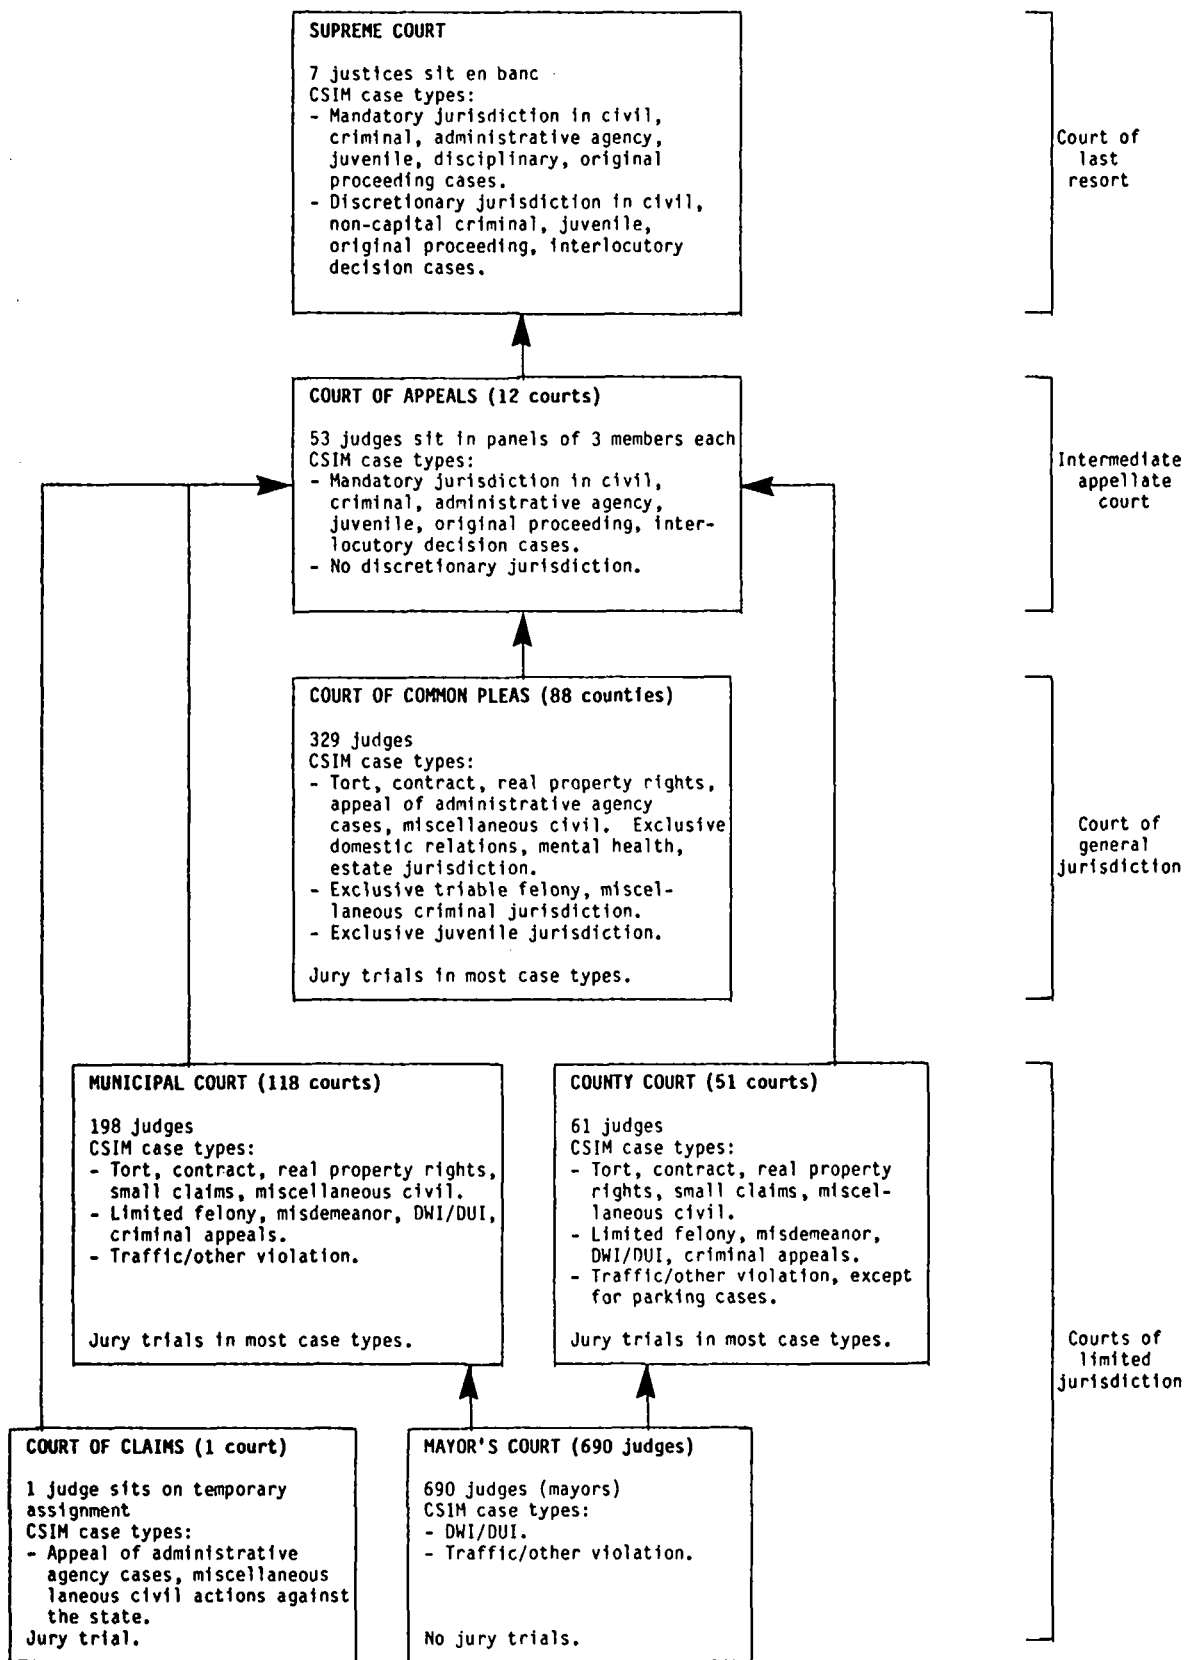 SUPREME COURT
7 justices sit en banc
CSIM case types:
- Mandatory jurisdiction in civil,
criminal, administrative agency,
juvenile, disciplinary, original
proceeding cases.
- Discretionary jurisdiction in civil,
non-capital criminal, juvenile,
original proceeding, interlocutory
decision cases.
Court of
last
resort
COURT OF APPEALS (12 courts)
53 judges sit in panels of 3 members each
CSIM case types:
- Mandatory jurisdiction in civil,
criminal, administrative agency,
juvenile, original proceeding, inter-
locutory decision cases.
- No discretionary jurisdiction.
Intermediate
appellate
court
COURT OF COMMON PLEAS (88 counties)
329 judges
CSIM case types:
- Tort, contract, real property rights,
appeal of administrative agency
cases, miscellaneous civil. Exclusive
domestic relations, mental health,
estate jurisdiction.
- Exclusive triable felony, miscel-
laneous criminal jurisdiction.
- Exclusive juvenile jurisdiction.
Jury trials in most case types.
Court of
general
jurisdiction
MUNICIPAL COURT (118 courts)
198 judges
CSIM case types:
- Tort, contract, real property rights,
small claims, miscellaneous civil.
- Limited felony, misdemeanor, DWI/DUI,
criminal appeals.
- Traffic/other violation.
Jury trials in most case types.
COUNTY COURT (51 courts)
61 judges
CSIM case types:
- Tort, contract, real property
rights, small claims, miscel-
laneous civil.
- Limited felony, misdemeanor,
DWI/DUI, criminal appeals.
- Traffic/other violation, except
for parking cases.
Jury trials in most case types.
Courts of
limited
jurisdiction
COURT OF CLAIMS (1 court)
1 judge sits on temporary
assignment
CSIM case types:
- Appeal of administrative
agency cases, miscellaneous
laneous civil actions against
the state.
Jury trial.
MAYOR'S COURT (690 judges)
690 judges (mayors)
CSIM case types:
- DWI/DUI.
- Traffic/other violation.
No jury trials.